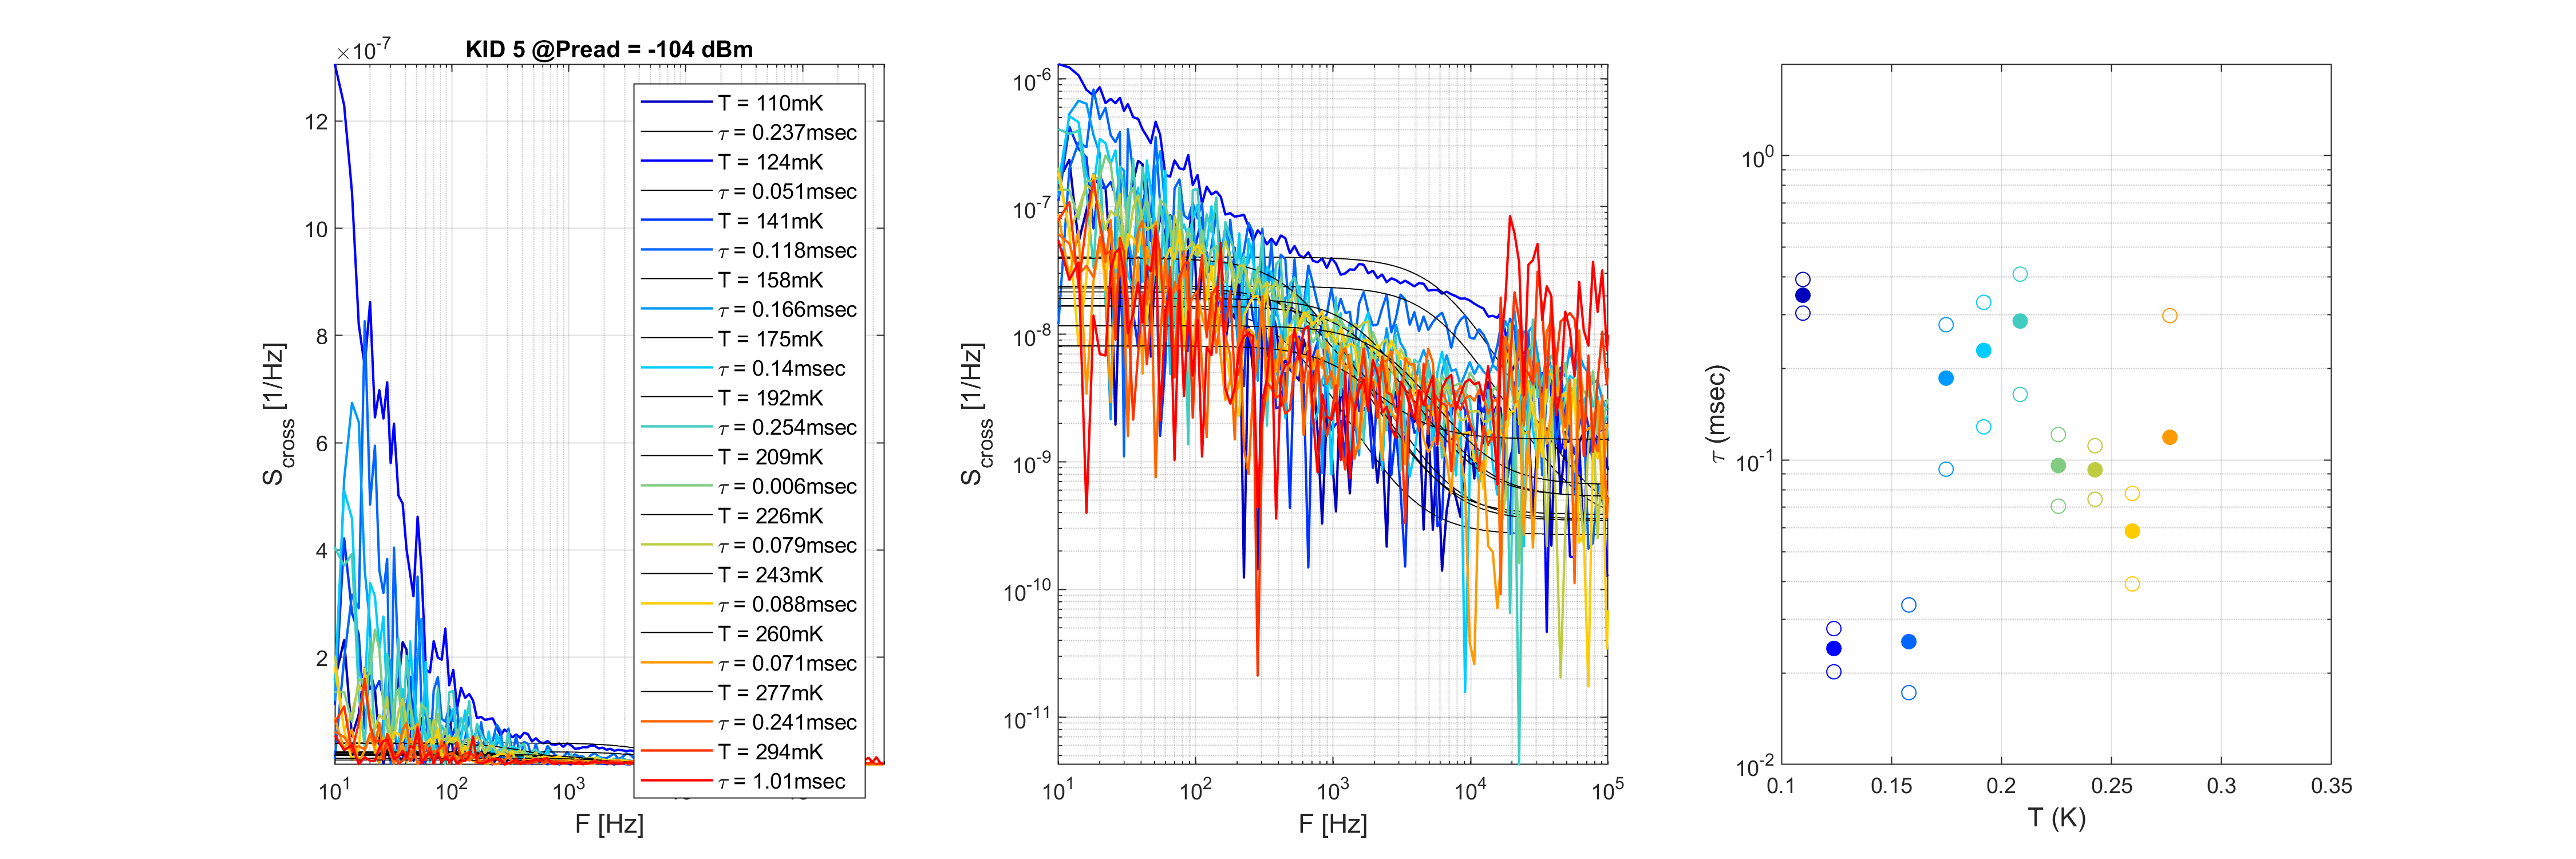 KID 5 @Pread = -104 dBm
×10-7
12
10
8
6
4
2
S_cross [1/Hz]
10^1
10^2
10^3
F [Hz]
T = 110mK
τ = 0.237msec
T = 124mK
τ = 0.051msec
T = 141mK
τ = 0.118msec
T = 158mK
τ = 0.166msec
T = 175mK
τ = 0.14msec
T = 192mK
τ = 0.254msec
T = 209mK
τ = 0.006msec
T = 226mK
τ = 0.079msec
T = 243mK
τ = 0.088msec
T = 260mK
τ = 0.071msec
T = 277mK
τ = 0.241msec
T = 294mK
τ = 1.01msec
10^-6
10^-7
10^-8
10^-9
10^-10
10^-11
S_cross [1/Hz]
10^1
10^2
10^3
10^4
10^5
F [Hz]
10^0
10^-1
10^-2
τ (msec)
0.1
0.15
0.2
0.25
0.3
0.35
T (K)